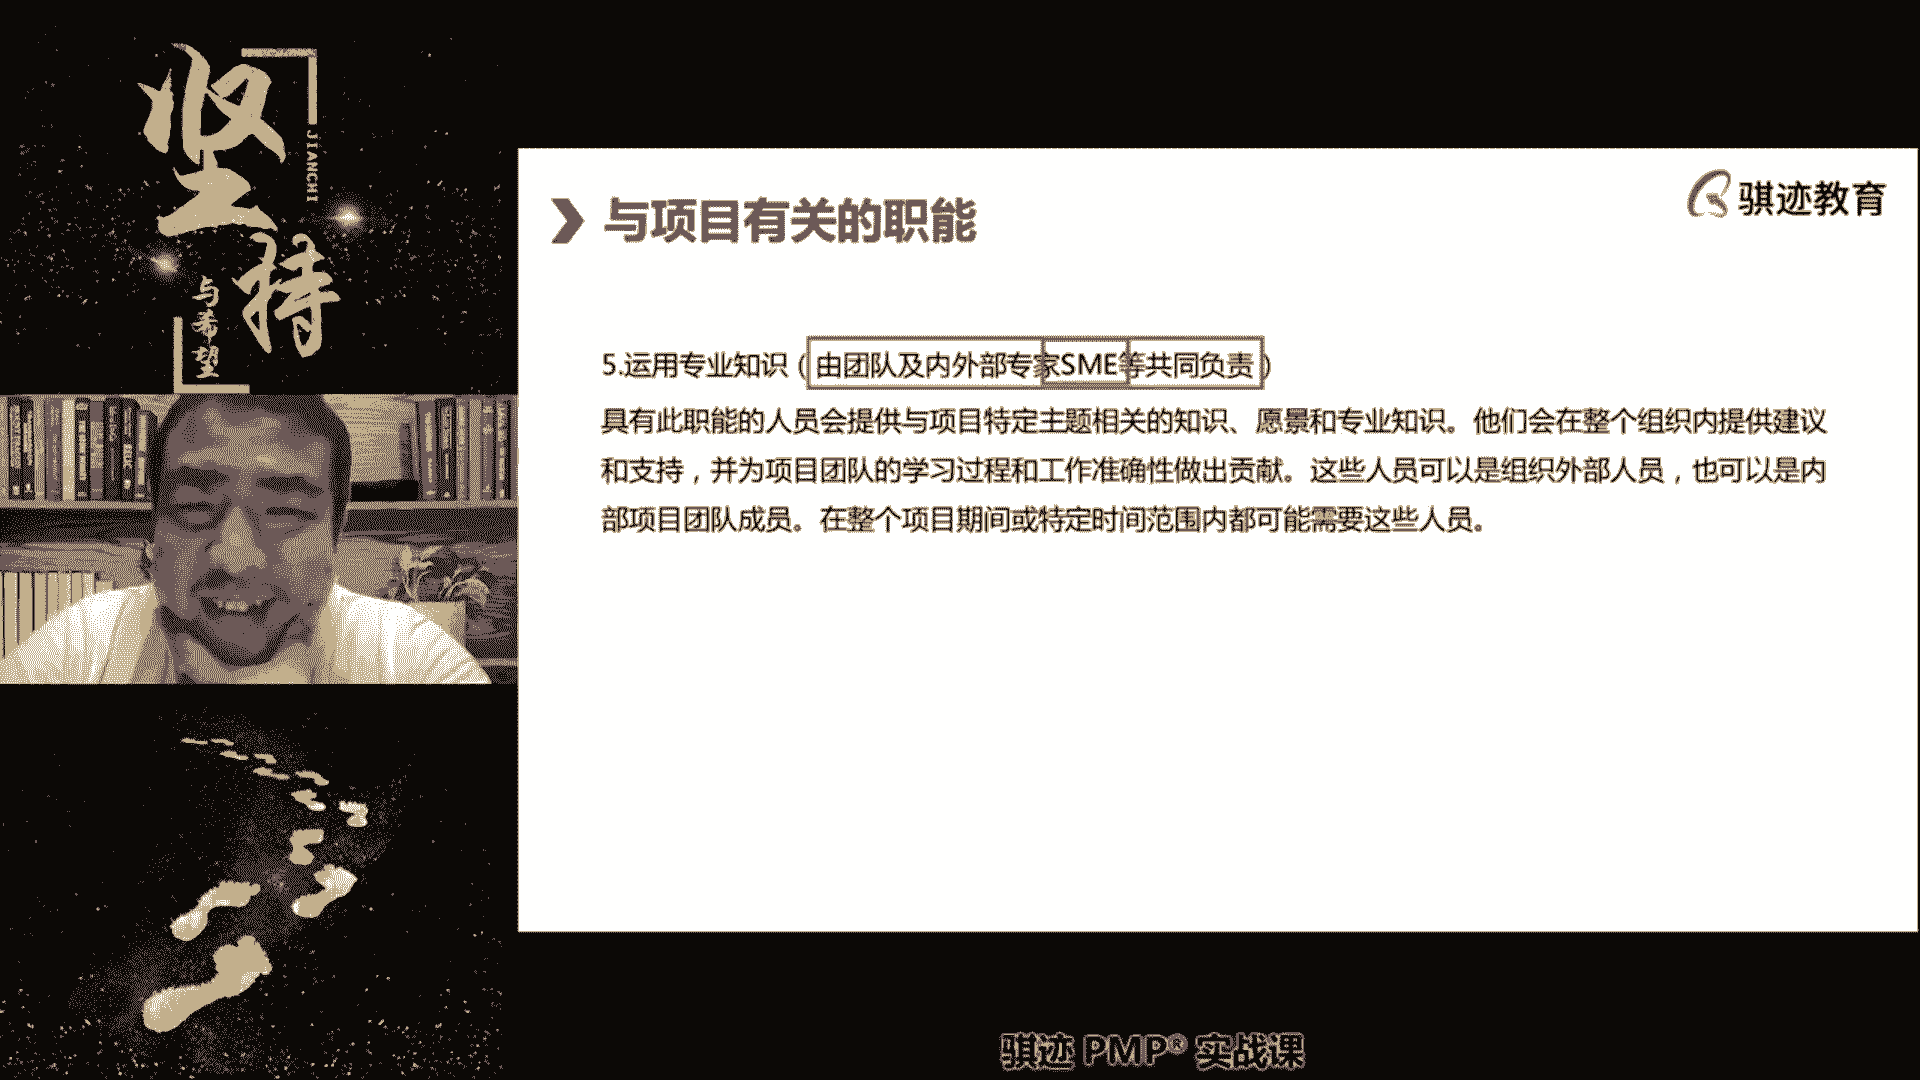 坚持
JIANCHI
与希望
骐迹教育
与项目有关的职能
5.运用专业知识（由团队及内外部专家SME等共同负责）
具有此职能的人员会提供与项目特定主题相关的知识、愿景和专业知识。他们会在整个组织内提供建议
和支持，并为项目团队的学习过程和工作准确性做出贡献。这些人员可以是组织外部人员，也可以是内
部项目团队成员。在整个项目期间或特定时间范围内都可能需要这些人员。
骐迹 PMP® 实战课